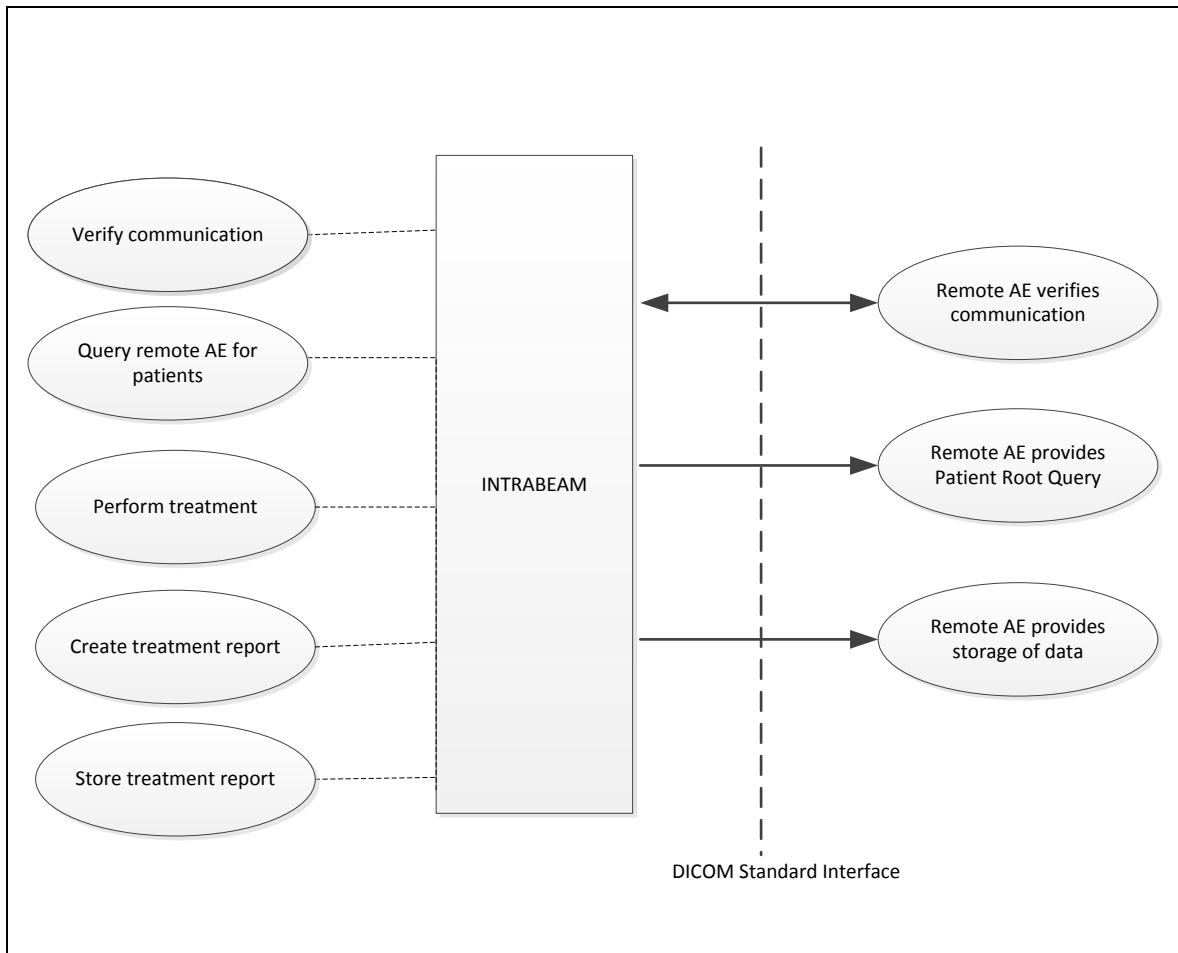 Verify communication
Query remote AE for
patients
Perform treatment
Create treatment report
Store treatment report
INTRABEAM
Remote AE verifies
communication
Remote AE provides
Patient Root Query
Remote AE provides
storage of data
DICOM Standard Interface